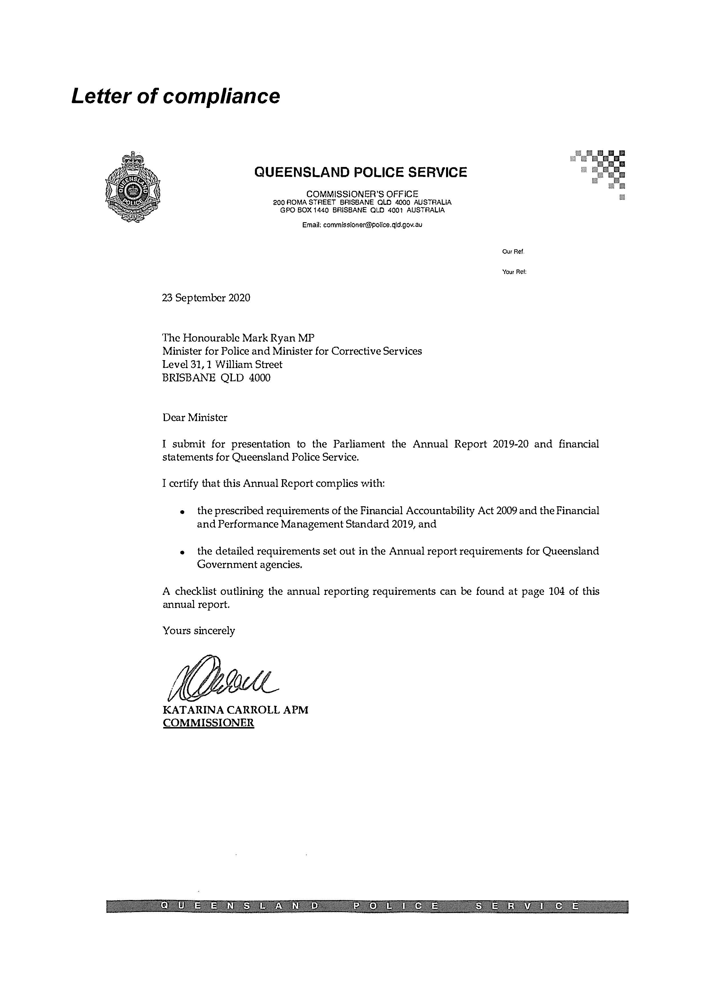 Letter of compliance
QUEENSLAND
POLICE
QUEENSLAND POLICE SERVICE
COMMISSIONER'S OFFICE
200 ROMA STREET BRISBANE QLD 4000 AUSTRALIA
GPO BOX 1440 BRISBANE QLD 4001 AUSTRALIA
Email: commissioner@police.qld.gov.au
Our Ref.
Your Ref:
23 September 2020
The Honourable Mark Ryan MP
Minister for Police and Minister for Corrective Services
Level 31, 1 William Street
BRISBANE QLD 4000
Dear Minister
I submit for presentation to the Parliament the Annual Report 2019-20 and financial
statements for Queensland Police Service.
I certify that this Annual Report complies with:
• the prescribed requirements of the Financial Accountability Act 2009 and the Financial
and Performance Management Standard 2019, and
• the detailed requirements set out in the Annual report requirements for Queensland
Government agencies.
A checklist outlining the annual reporting requirements can be found at page 104 of this
annual report.
Yours sincerely
KATARINA CARROLL APM
COMMISSIONER
QUEENSLAND POLICE SERVICE